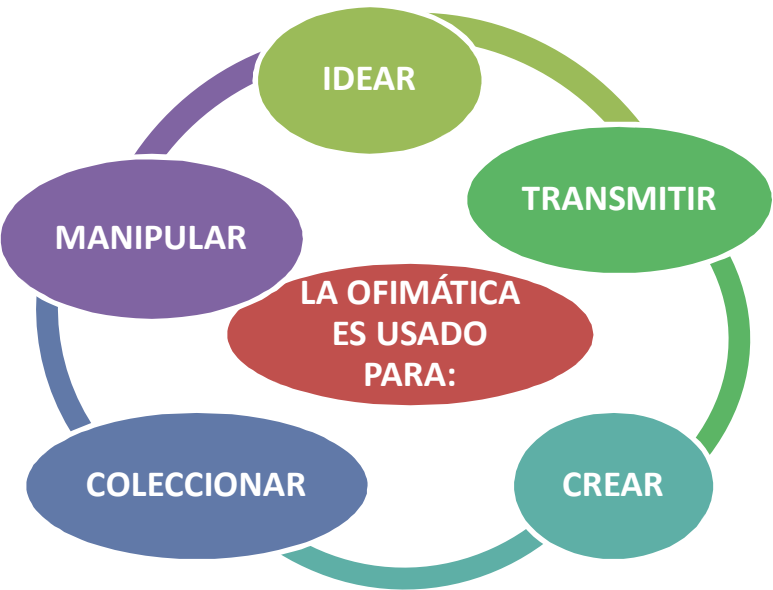 IDEAR
TRANSMITIR
MANIPULAR
LA OFIMÁTICA
ES USADO
PARA:
COLECCIONAR
CREAR